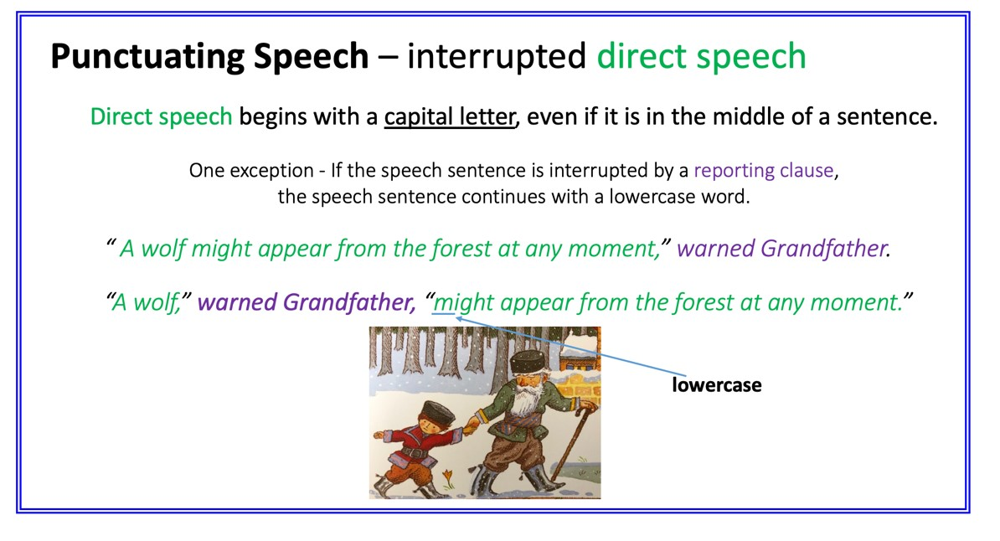 Punctuating Speech – interrupted direct speech
Direct speech begins with a capital letter, even if it is in the middle of a sentence.
One exception - If the speech sentence is interrupted by a reporting clause,
the speech sentence continues with a lowercase word.
“ A wolf might appear from the forest at any moment,” warned Grandfather.
“A wolf,” warned Grandfather, “might appear from the forest at any moment.”
lowercase